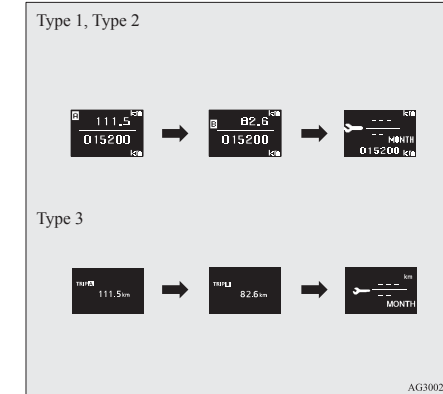 Type 1, Type 2
km km km
A 111.5 B 82.6 --- --
015200 015200 MONTH
km km 015200 km
Type 3
TRIP A TRIP B --- km
111.5km 82.6km -- MONTH
AG3002